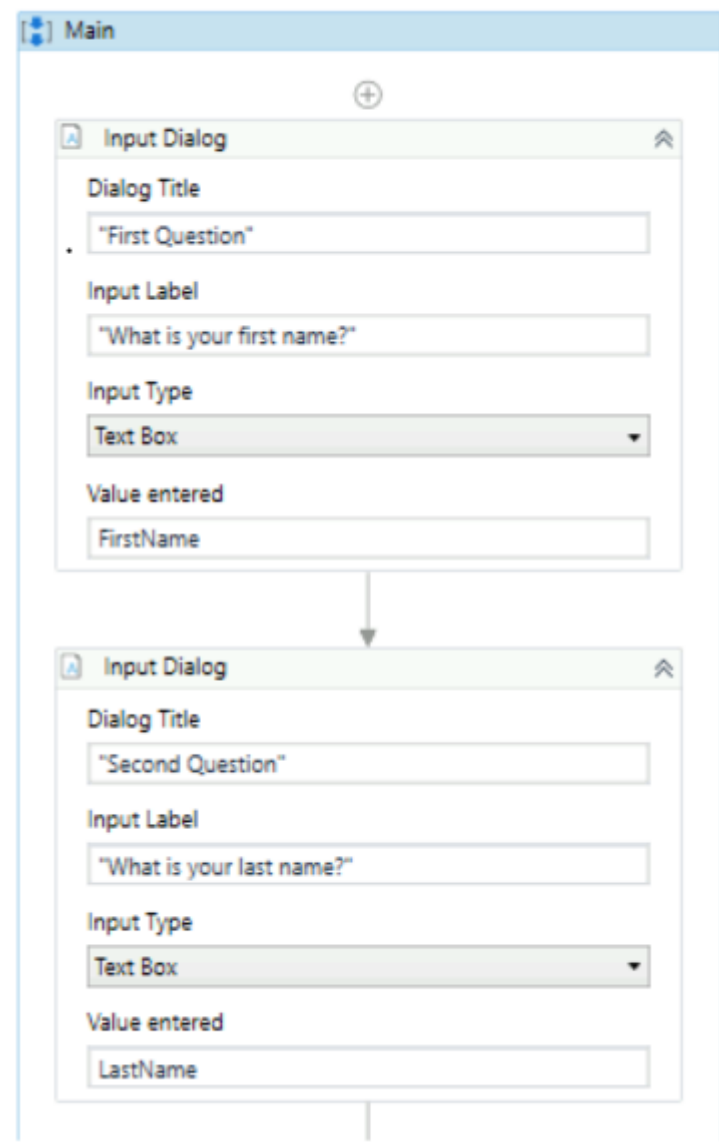 Main
Input Dialog
Dialog Title
"First Question"
Input Label
"What is your first name?"
Input Type
Text Box
Value entered
FirstName
Input Dialog
Dialog Title
"Second Question"
Input Label
"What is your last name?"
Input Type
Text Box
Value entered
LastName